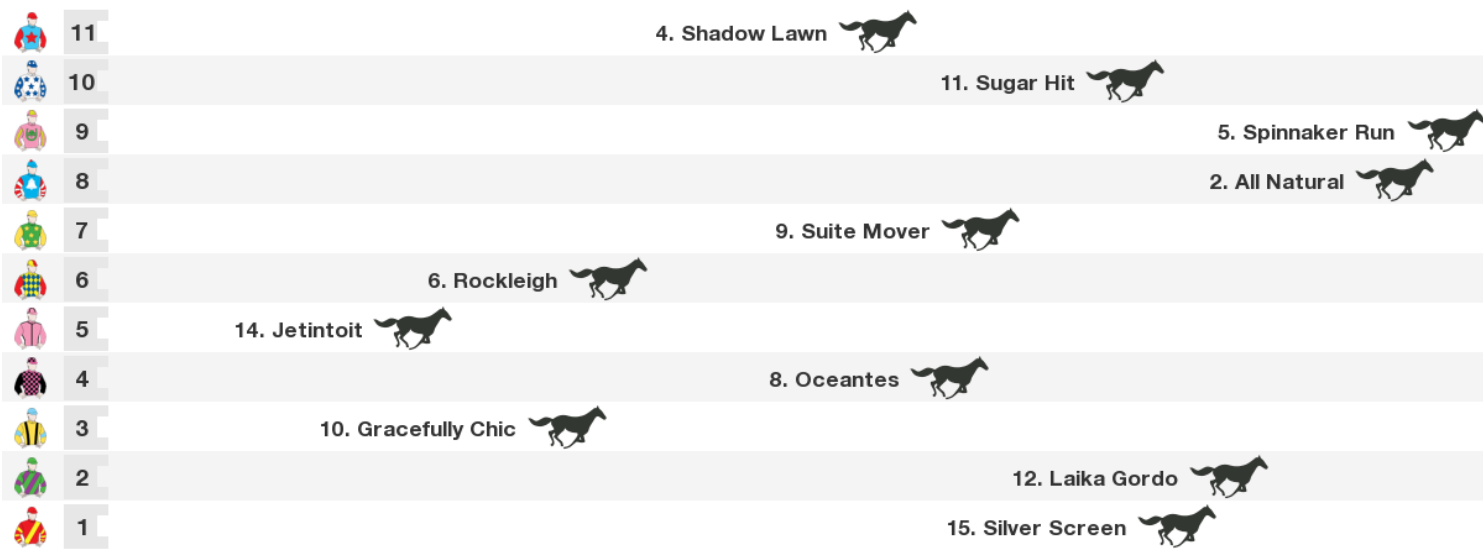 11 4. Shadow Lawn
10 11. Sugar Hit
9 5. Spinnaker Run
8 2. All Natural
7 9. Suite Mover
6 6. Rockleigh
5 14. Jetintoit
4 8. Oceantes
3 10. Gracefully Chic
2 12. Laika Gordo
1 15. Silver Screen